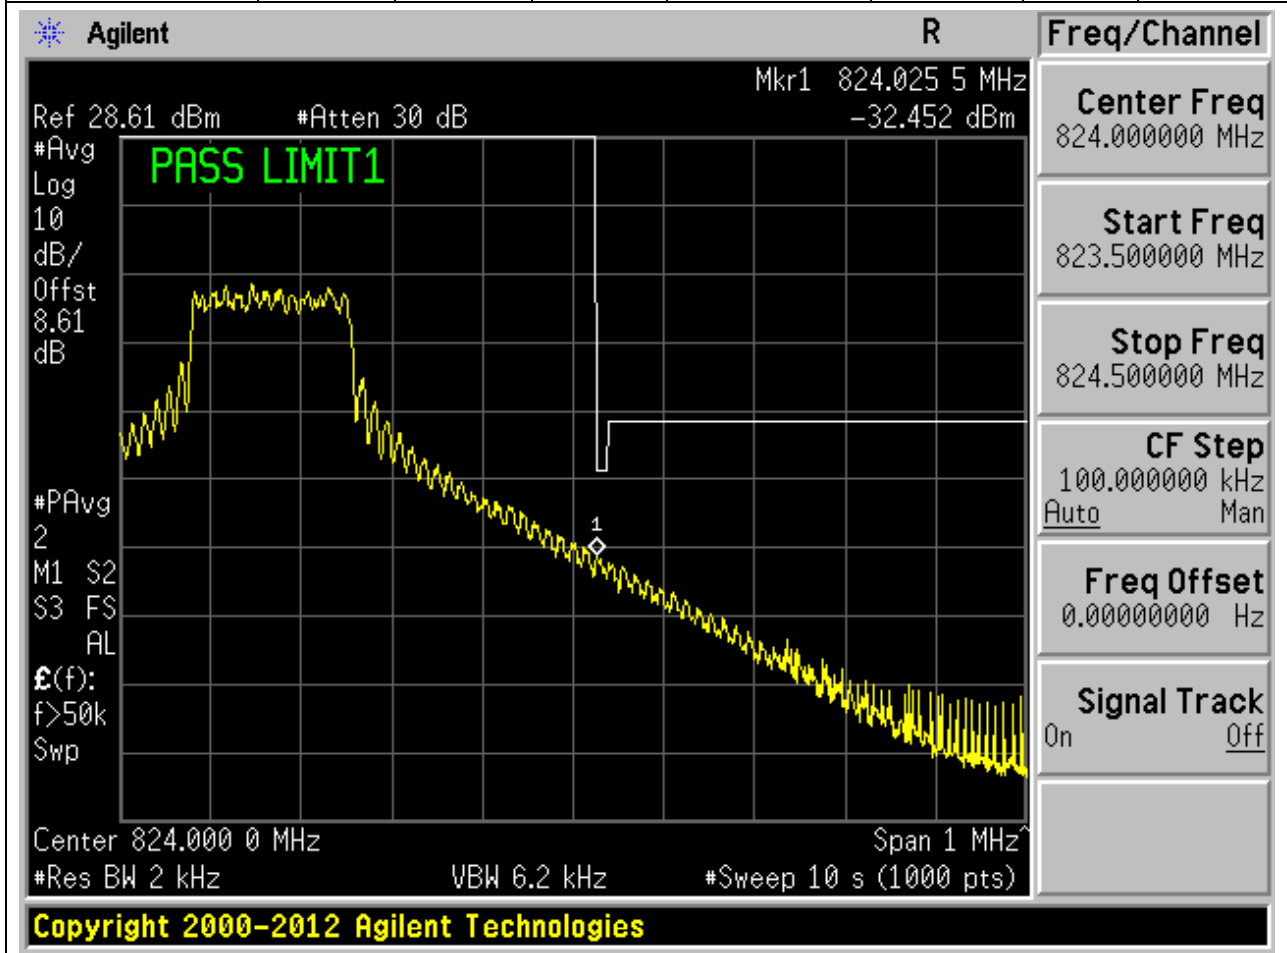 Agilent R Freq/Channel
Mkr1 824.025 5 MHz
Ref 28.61 dBm #Atten 30 dB -32.452 dBm
#Avg
Log
10
dB/
Offst
8.61
dB
PASS LIMIT1
#PAvg
2
M1 S2
S3 FS
AL
£(f):
f>50k
Swp
1
Center 824.000 0 MHz Span 1 MHz^
#Res BW 2 kHz VBW 6.2 kHz #Sweep 10 s (1000 pts)
Center Freq
824.000000 MHz
Start Freq
823.500000 MHz
Stop Freq
824.500000 MHz
CF Step
100.000000 kHz
Auto Man
Freq Offset
0.00000000 Hz
Signal Track
On Off
Copyright 2000-2012 Agilent Technologies